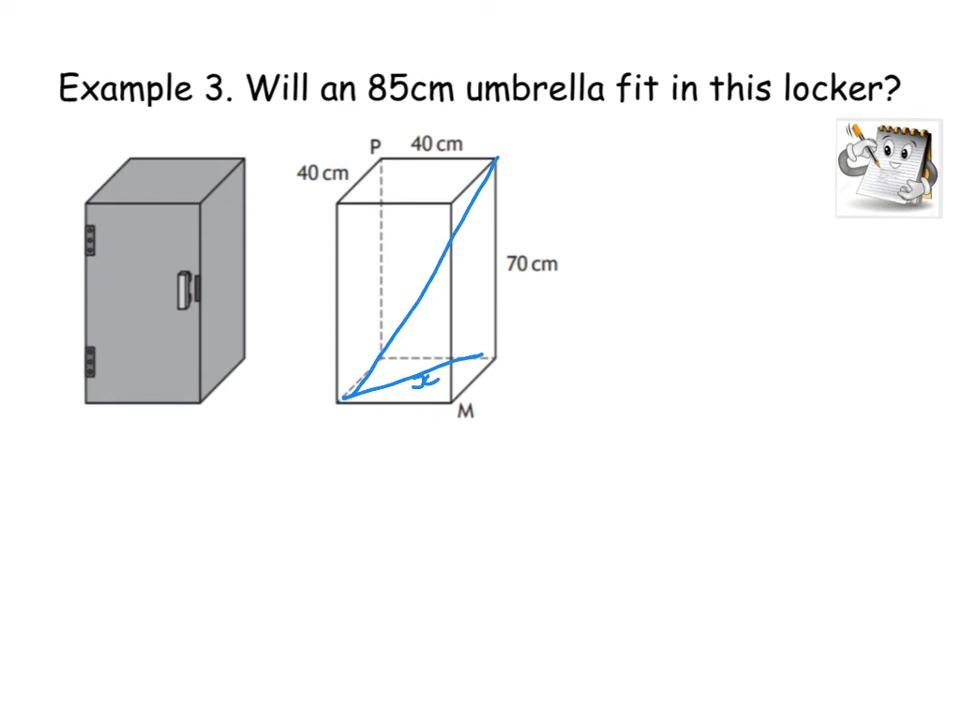 Example 3. Will an 85cm umbrella fit in this locker?
P 40 cm
40 cm
70 cm
x
M